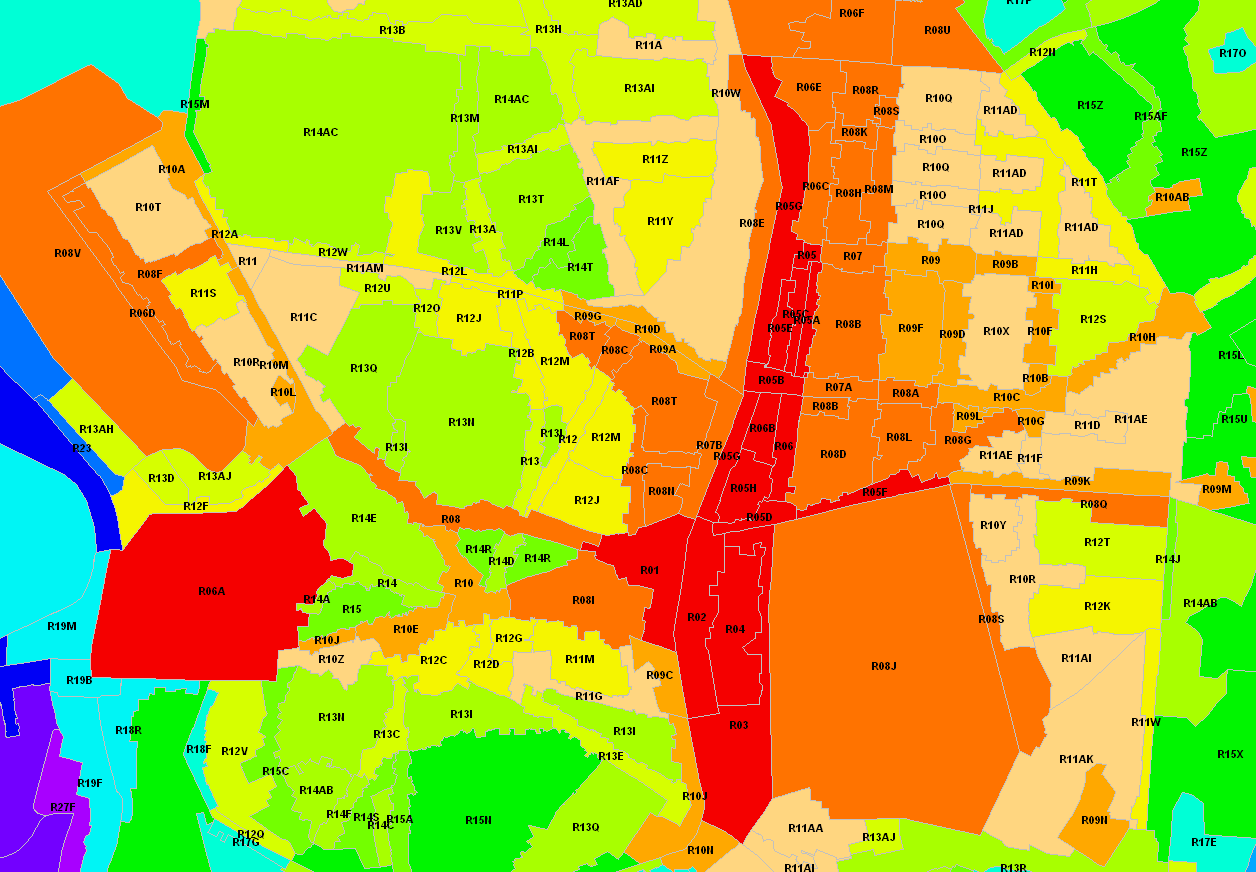 R13AD
R17P
R06F
R13B
R13H
R08U
R11A
R12N
R17O
R13AI
R06E
R08R
R10W
R14AC
R10Q
R15M
R15Z
R08S
R11AD
R15AF
R13M
R14AC
R08K
R10O
R13AI
R15Z
R11Z
R10A
R10Q
R11AD
R11AF
R11T
R06C
R08M
R08H
R10O
R10AB
R13T
R10T
R05G
R11J
R11Y
R08E
R10Q
R11AD
R11AD
R12A
R13V
R13A
R14L
R08V
R12W
R05
R07
R11
R09
R09B
R11AM
R12L
R14T
R11H
R08F
R12U
R10I
R11S
R11P
R12O
R06D
R11C
R12J
R09G
R05C
R05A
R08B
R12S
R10D
R05E
R09F
R09D
R10X
R10F
R08T
R10H
R08C
R09A
R12B
R15L
R10R
R10M
R13Q
R12M
R05B
R10B
R07A
R10L
R08A
R10C
R08T
R08B
R09L
R15U
R13N
R10G
R11AE
R13AH
R06B
R11D
R13L
R12
R12M
R08L
R08G
R23
R13I
R07B
R06
R05G
R08D
R11AE
R11F
R13
R08C
R13D
R13AJ
R09K
R05H
R09M
R08N
R05F
R12F
R12J
R08Q
R14E
R08
R05D
R10Y
R12T
R14R
R14D
R14R
R14J
R01
R10
R14
R10R
R06A
R14A
R15
R08I
R12K
R14AB
R02
R08S
R19M
R10E
R04
R10J
R12G
R10Z
R12C
R12D
R11M
R11AI
R08J
R09C
R19B
R11G
R13N
R13I
R11W
R03
R18R
R13C
R13I
R18F
R12V
R13E
R15X
R11AK
R15C
R19F
R14AB
R10J
R27F
R14F
R14S
R15A
R15N
R09N
R14C
R13Q
R11AA
R12Q
R13AJ
R17G
R17E
R10N
R11AI
R13R